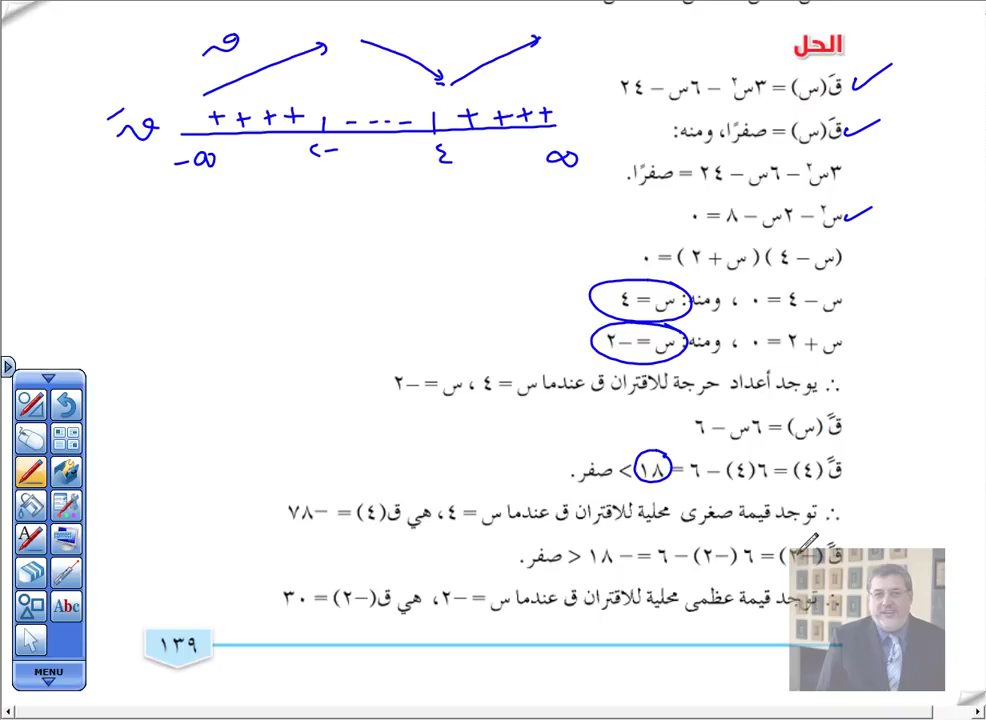 الحل
قَ(س) = ٣س٢ – ٦س – ٢٤
قَ(س) = صفرًا، ومنه:
٣س٢ – ٦س – ٢٤ = صفرًا.
س٢ – ٢س – ٨ = ٠
(س – ٤) (س + ٢) = ٠
س – ٤ = ٠ ، ومنه: س = ٤
س + ٢ = ٠ ، ومنه: س = –٢
∴ يوجد أعداد حرجة للاقتران ق عندما س = ٤ ، س = –٢
قً (س) = ٦س – ٦
قً (٤) = ٦(٤) – ٦ = ١٨ > صفر.
∴ توجد قيمة صغرى محلية للاقتران ق عندما س = ٤، هي ق(٤) = –٧٨
قً (–٢) = ٦ (–٢) – ٦ = – ١٨ < صفر.
∴ توجد قيمة عظمى محلية للاقتران ق عندما س = –٢، هي ق(–٢) = ٣٠
١٣٩
+ + + + - - - - + + + +
-∞ -٢ ٤ ∞
Abc
MENU